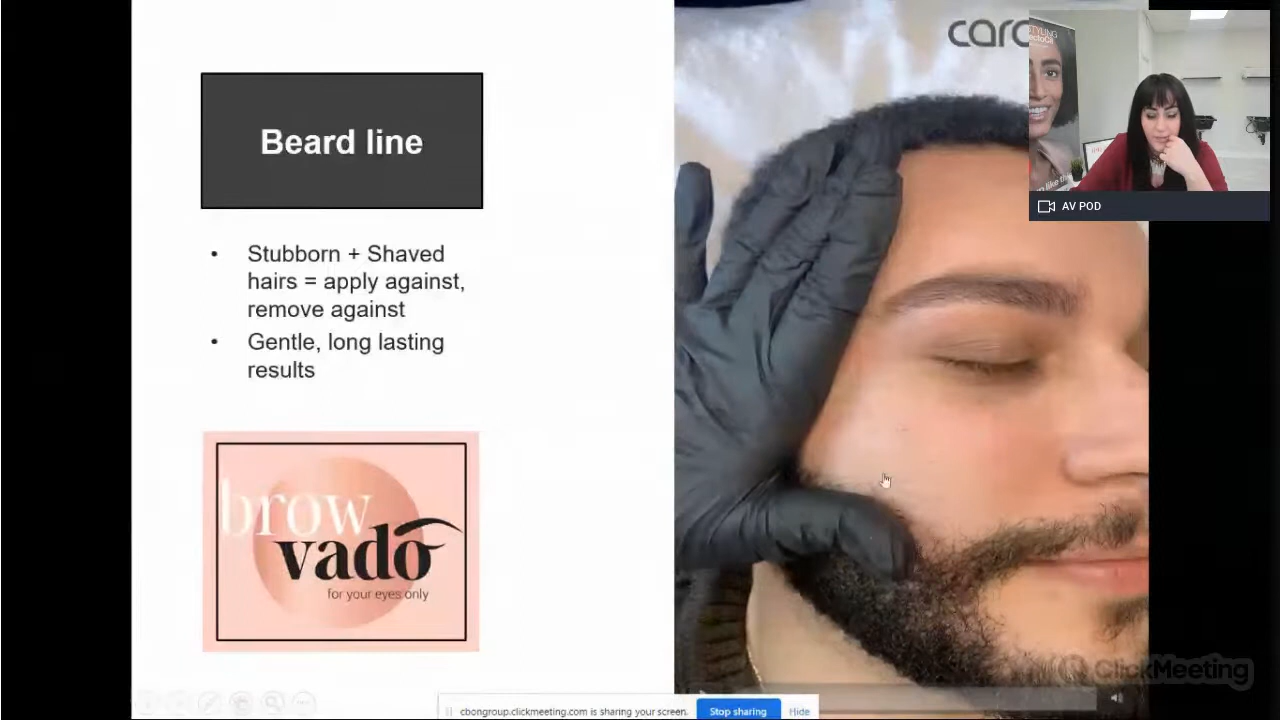 Beard line
• Stubborn + Shaved
hairs = apply against,
remove against
• Gentle, long lasting
results
brow
vado
for your eyes only
STYLING
AV POD
ClickMeeting
cbongroup.clickmeeting.com is sharing your screen.
Stop sharing
Hide